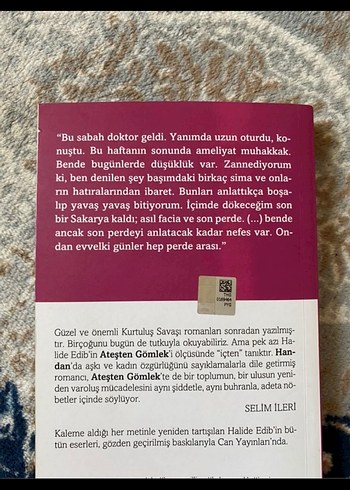 “Bu sabah doktor geldi. Yanımda uzun oturdu, ko-
nuştu. Bu haftanın sonunda ameliyat muhakkak.
Bende bugünlerde düşüklük var. Zannediyorum
ki, ben denilen şey başımdaki birkaç sima ve onla-
rın hatıralarından ibaret. Bunları anlattıkça boşa-
lıp yavaş yavaş bitiyorum. İçimde dökeceğim son
bir Sakarya kaldı; asıl facia ve son perde. (...) bende
ancak son perdeyi anlatacak kadar nefes var. On-
dan evvelki günler hep perde arası.”
Güzel ve önemli Kurtuluş Savaşı romanları sonradan yazılmış-
tır. Birçoğunu bugün de tutkuyla okuyabiliriz. Ama pek azı Ha-
lide Edib’in Ateşten Gömlek’i ölçüsünde “içten” tanıktır. Han-
dan’da aşkı ve kadın özgürlüğünü sayıklamalarla dile getirmiş
romancı, Ateşten Gömlek’te de bir toplumun, bir ulusun yeni-
den varoluş mücadelesini aynı şiddetle, aynı buhranla, adeta nö-
betler içinde söylüyor.
SELİM İLERİ
Kaleme aldığı her metinle yeniden tartışılan Halide Edib’in bü-
tün eserleri, gözden geçirilmiş baskılarıyla Can Yayınları’nda.